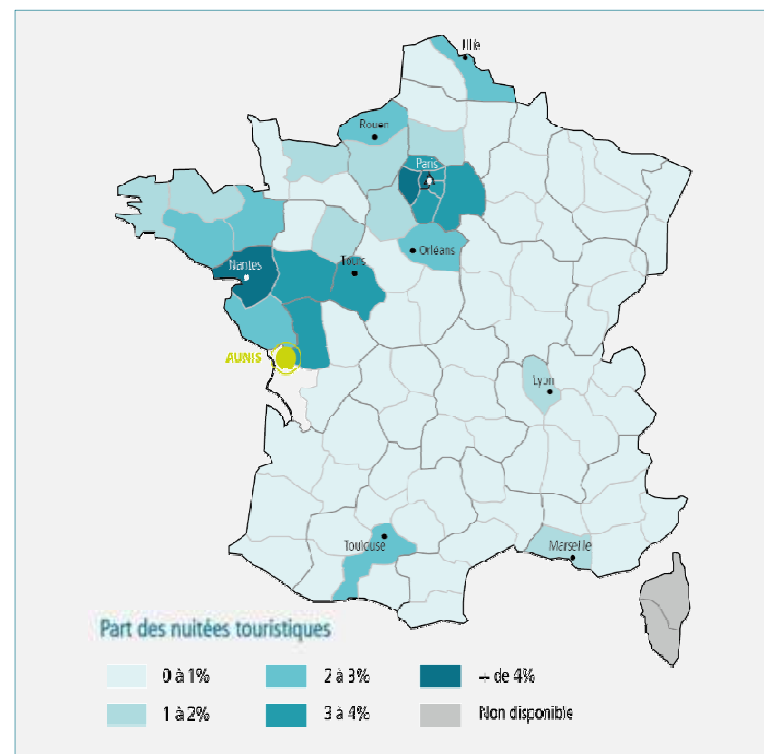 Lille
Rouen
Paris
Orléans
Nantes
Tours
AUNIS
Lyon
Toulouse
Marseille
Part des nuitées touristiques
0 à 1%
2 à 3%
+ de 4%
1 à 2%
3 à 4%
Non disponible